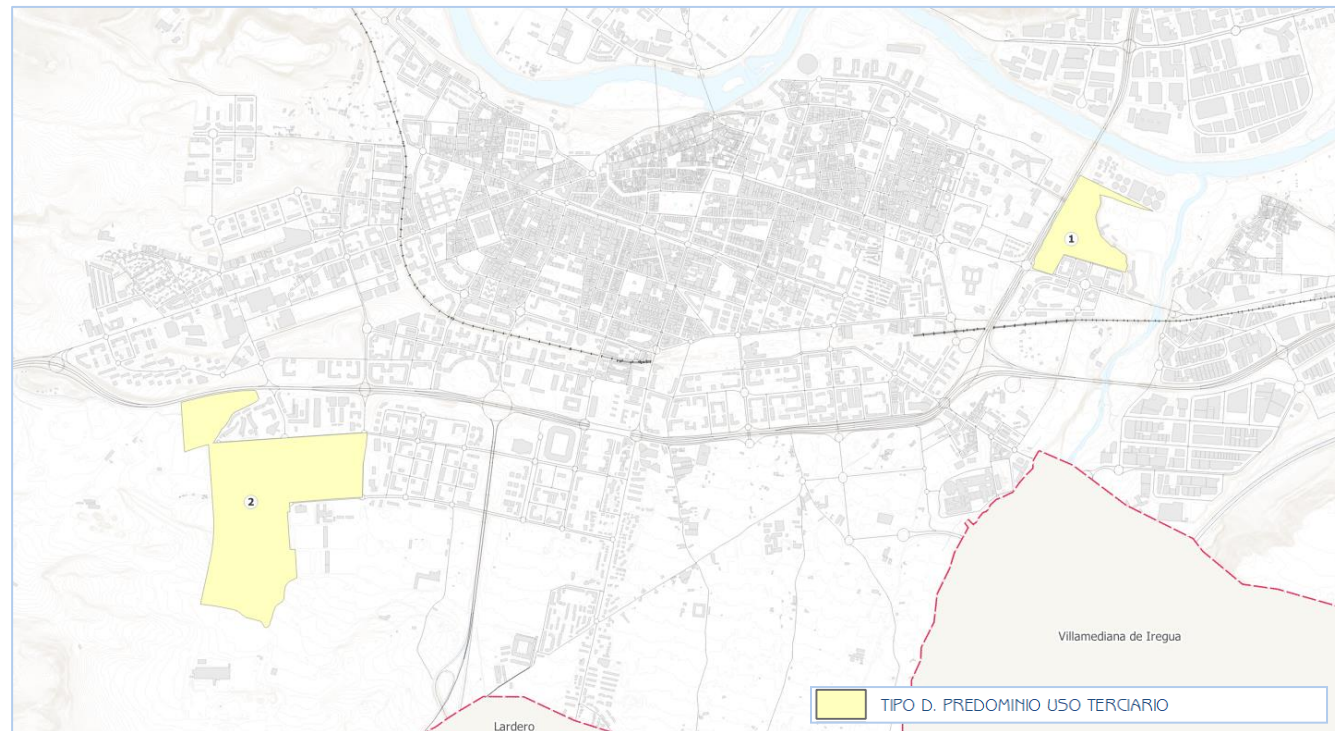 1
2
Villamediana de Iregua
TIPO D. PREDOMINIO USO TERCIARIO
Lardero